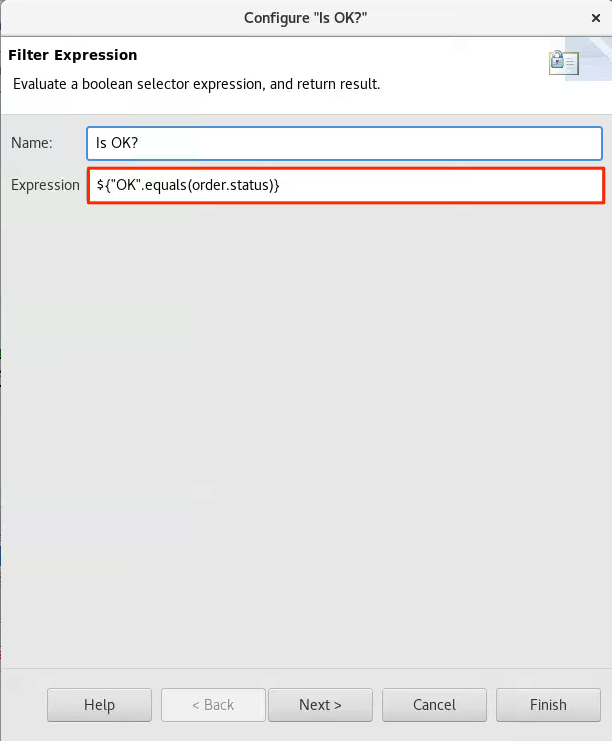 Configure "Is OK?"
×
Filter Expression
Evaluate a boolean selector expression, and return result.
Name:
Is OK?
Expression
${"OK".equals(order.status)}
Help
< Back
Next >
Cancel
Finish